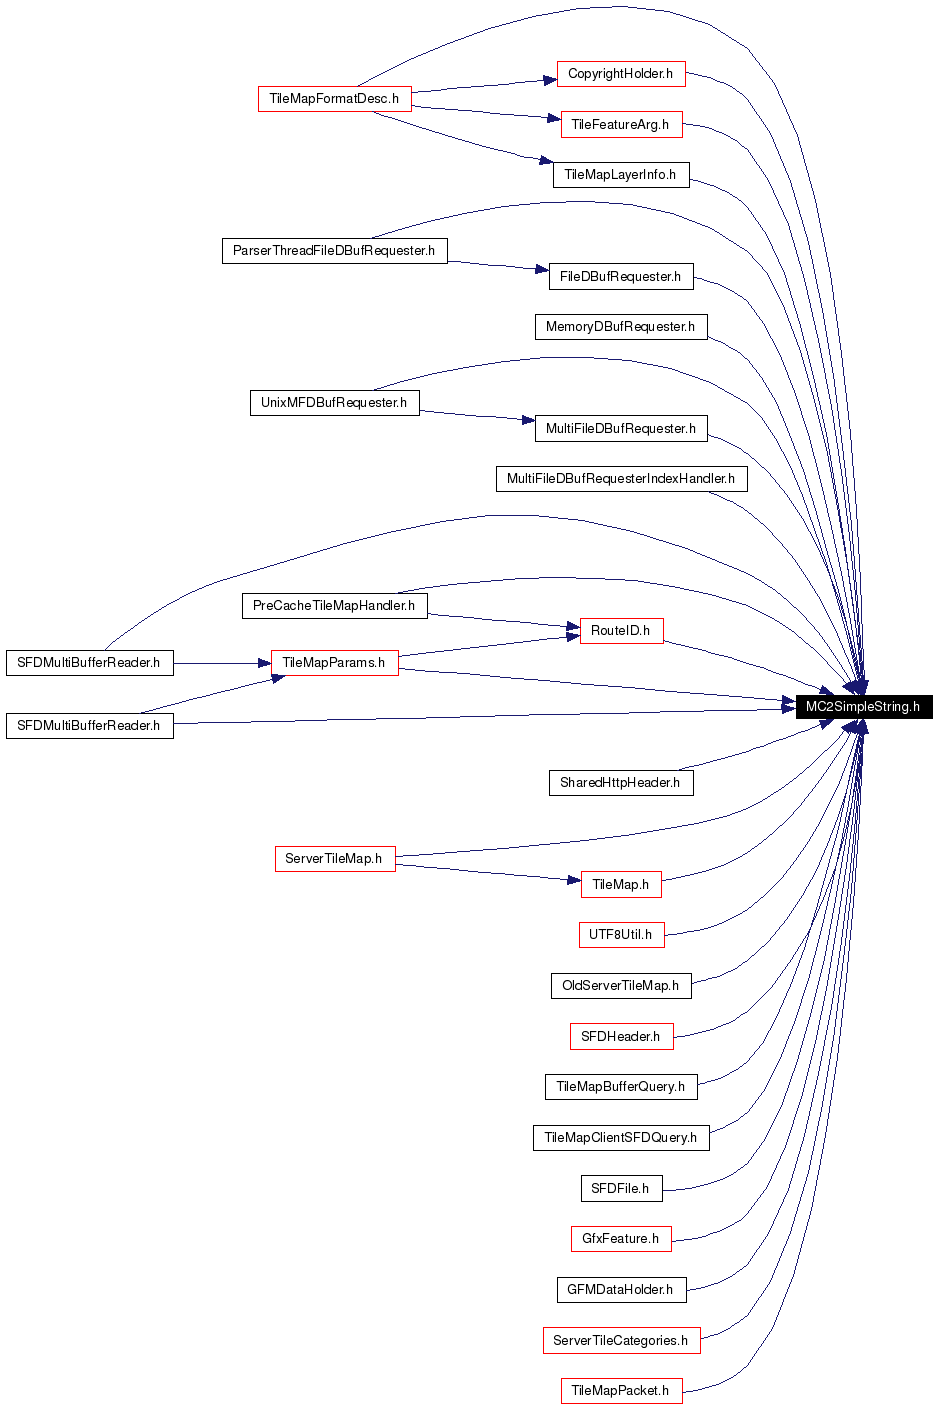 CopyrightHolder.h
TileMapFormatDesc.h
TileFeatureArg.h
TileMapLayerInfo.h
ParserThreadFileDBufRequester.h
FileDBufRequester.h
MemoryDBufRequester.h
UnixMFDBufRequester.h
MultiFileDBufRequester.h
MultiFileDBufRequesterIndexHandler.h
PreCacheTileMapHandler.h
RouteID.h
SFDMultiBufferReader.h
TileMapParams.h
MC2SimpleString.h
SFDMultiBufferReader.h
SharedHttpHeader.h
ServerTileMap.h
TileMap.h
UTF8Util.h
OldServerTileMap.h
SFDHeader.h
TileMapBufferQuery.h
TileMapClientSFDQuery.h
SFDFile.h
GfxFeature.h
GFMDataHolder.h
ServerTileCategories.h
TileMapPacket.h